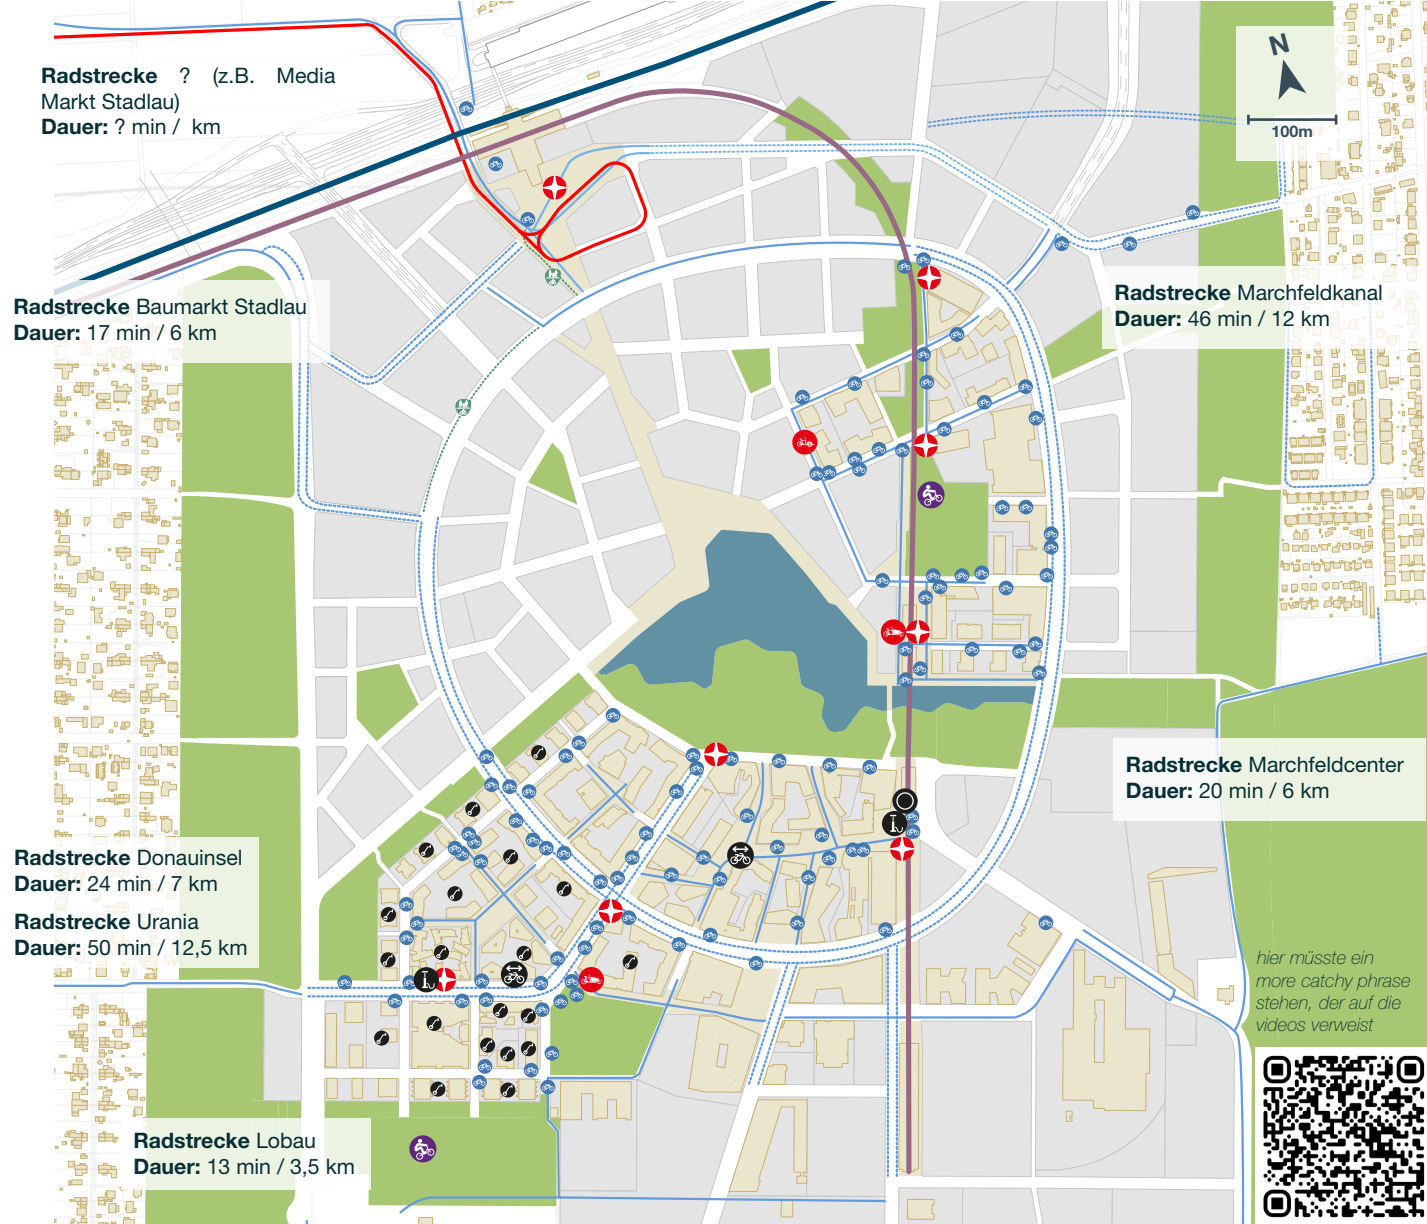 Radstrecke ? (z.B. Media
Markt Stadlau)
Dauer: ? min / km
N
100m
Radstrecke Baumarkt Stadlau
Dauer: 17 min / 6 km
Radstrecke Marchfeldkanal
Dauer: 46 min / 12 km
Radstrecke Marchfeldcenter
Dauer: 20 min / 6 km
Radstrecke Donauinsel
Dauer: 24 min / 7 km
Radstrecke Urania
Dauer: 50 min / 12,5 km
hier müsste ein
more catchy phrase
stehen, der auf die
videos verweist
Radstrecke Lobau
Dauer: 13 min / 3,5 km